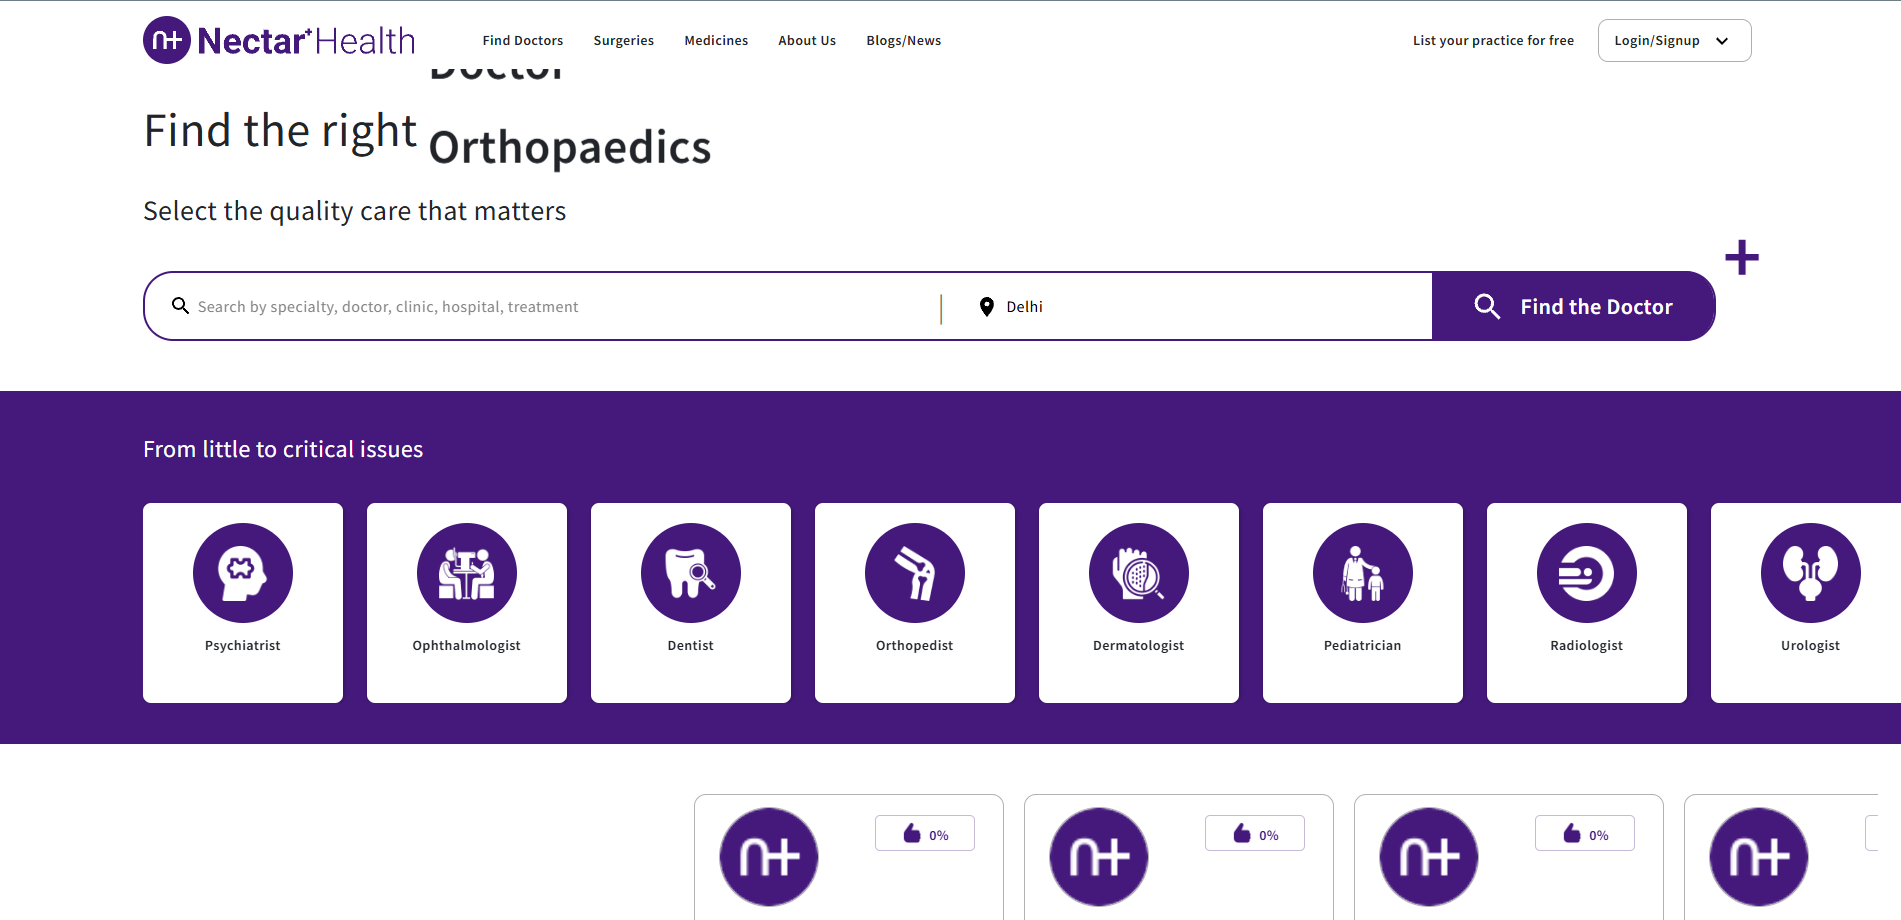 n+ Nectar+Health
Find Doctors Surgeries Medicines About Us Blogs/News List your practice for free Login/Signup
Doctor
Find the right Orthopaedics
Select the quality care that matters
Search by specialty, doctor, clinic, hospital, treatment Delhi Find the Doctor
From little to critical issues
Psychiatrist Ophthalmologist Dentist Orthopedist Dermatologist Pediatrician Radiologist Urologist
n+ 0% n+ 0% n+ 0% n+